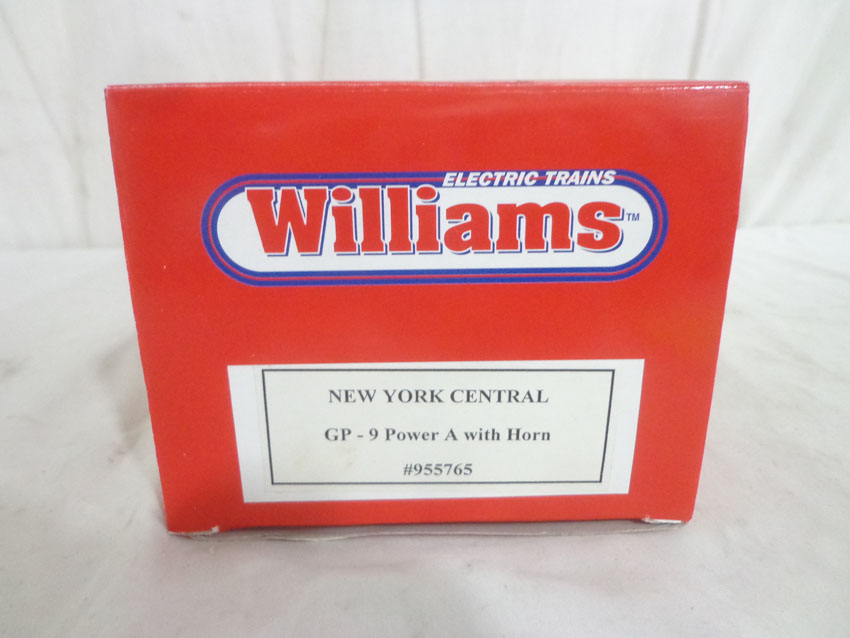 ELECTRIC TRAINS
Williams™
NEW YORK CENTRAL
GP - 9 Power A with Horn
#955765